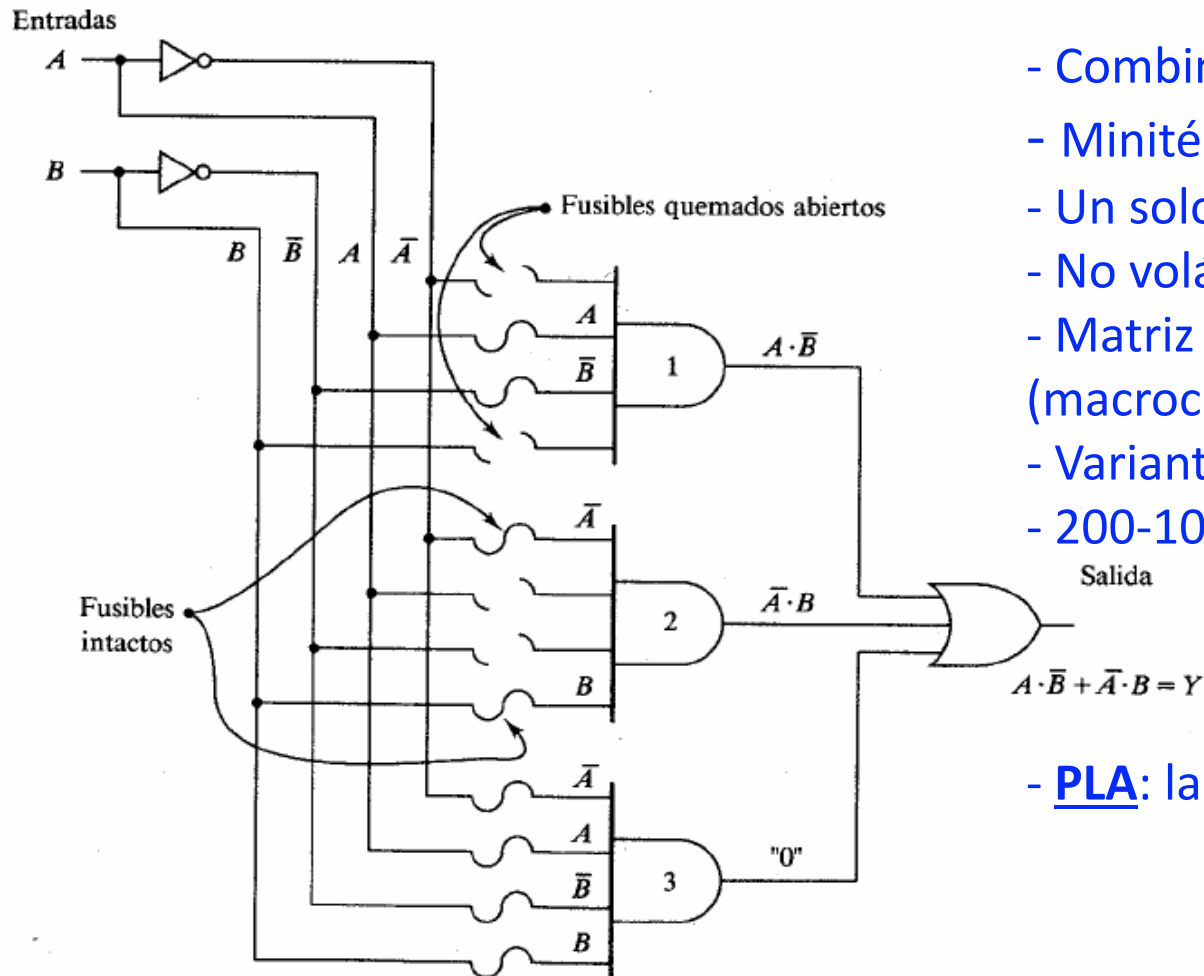 Entradas
A
B
B B̅ A A̅
Fusibles quemados abiertos
A
B̅
1
A·B̅
A̅
B
2
A̅·B
Fusibles
intactos
A̅
A
B̅
B
3
"0"
Salida
A·B̅ + A̅·B = Y
- Combin
- Minité
- Un solo
- No volá
- Matriz
(macroc
- Variant
- 200-10
- PLA: la